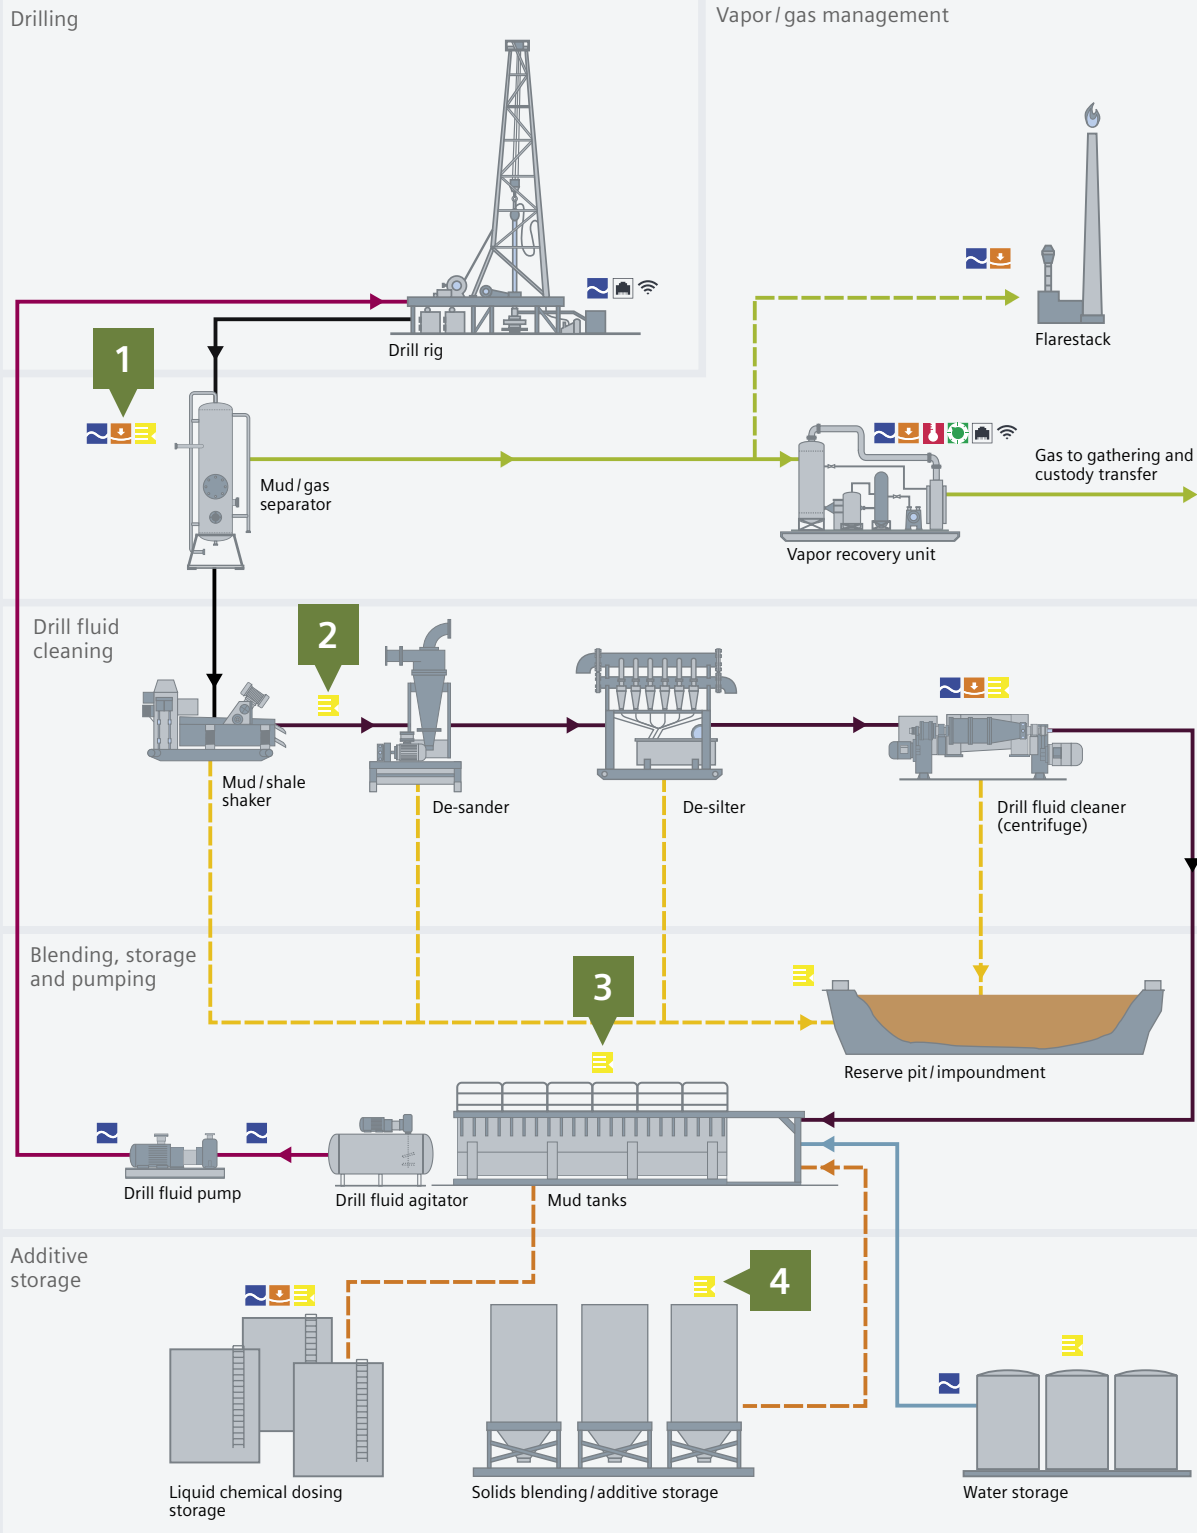 Drilling
Vapor/gas management
Drill rig
Flarestack
1
Mud/gas
separator
Gas to gathering and
custody transfer
Vapor recovery unit
Drill fluid
cleaning
2
Mud/shale
shaker
De-sander
De-silter
Drill fluid cleaner
(centrifuge)
Blending, storage
and pumping
3
Reserve pit/impoundment
Drill fluid pump
Drill fluid agitator
Mud tanks
Additive
storage
4
Liquid chemical dosing
storage
Solids blending/additive storage
Water storage